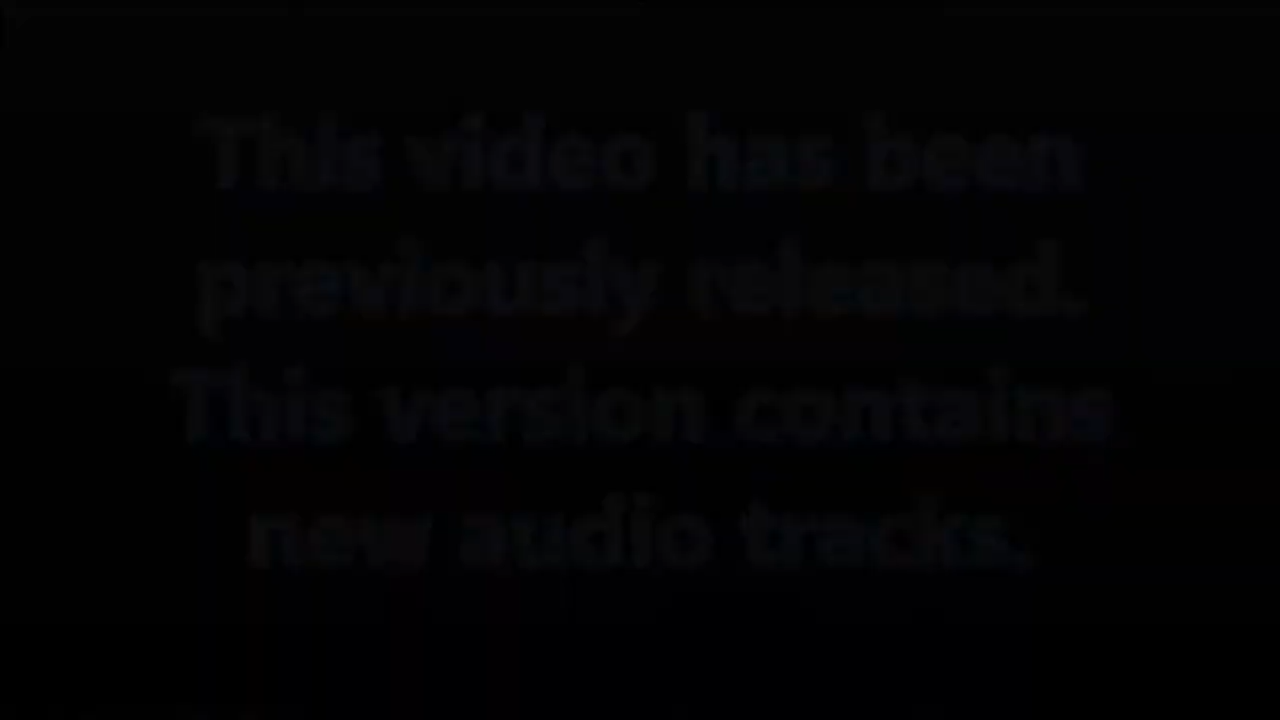 This video has been
previously released.
This version contains
new audio tracks.